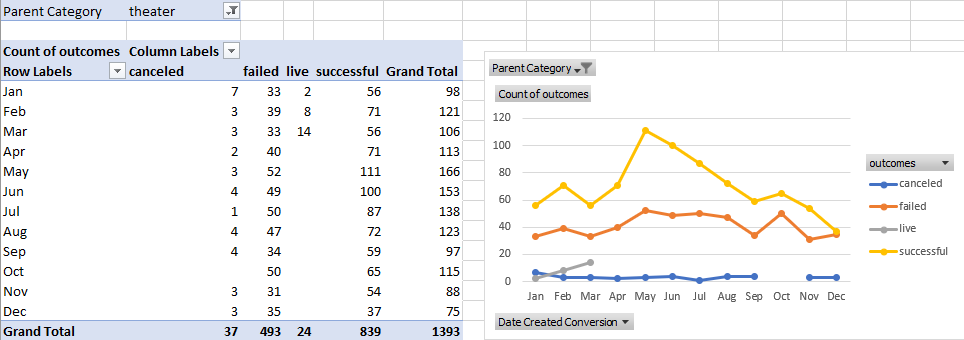 Parent Category theater
Count of outcomes Column Labels
Row Labels canceled failed live successful Grand Total
Jan 7 33 2 56 98
Feb 3 39 8 71 121
Mar 3 33 14 56 106
Apr 2 40 71 113
May 3 52 111 166
Jun 4 49 100 153
Jul 1 50 87 138
Aug 4 47 72 123
Sep 4 34 59 97
Oct 50 65 115
Nov 3 31 54 88
Dec 3 35 37 75
Grand Total 37 493 24 839 1393
Parent Category
Count of outcomes
120
100
80
60
40
20
0
Jan Feb Mar Apr May Jun Jul Aug Sep Oct Nov Dec
outcomes
canceled
failed
live
successful
Date Created Conversion